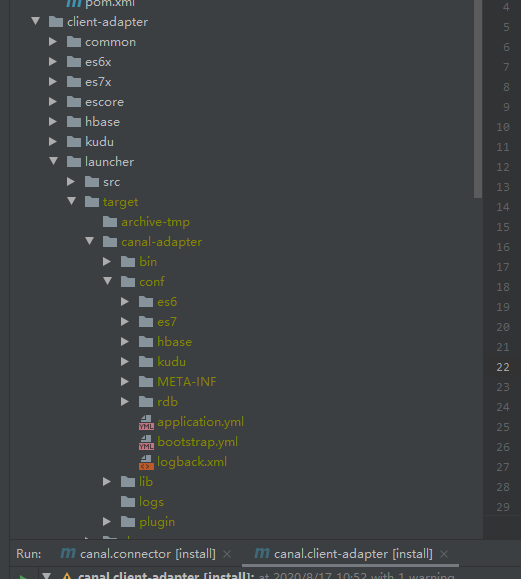 pom.xml
client-adapter
common
es6x
es7x
escore
hbase
kudu
launcher
src
target
archive-tmp
canal-adapter
bin
conf
es6
es7
hbase
kudu
META-INF
rdb
application.yml
bootstrap.yml
logback.xml
lib
logs
plugin
4
5
6
7
8
9
10
11
12
13
14
15
16
17
18
19
20
21
22
23
24
25
26
27
28
29
Run: canal.connector [install] × canal.client-adapter [install] ×
canal.client-adapter [install]: at 2020/8/17 10:52 with 1 warning